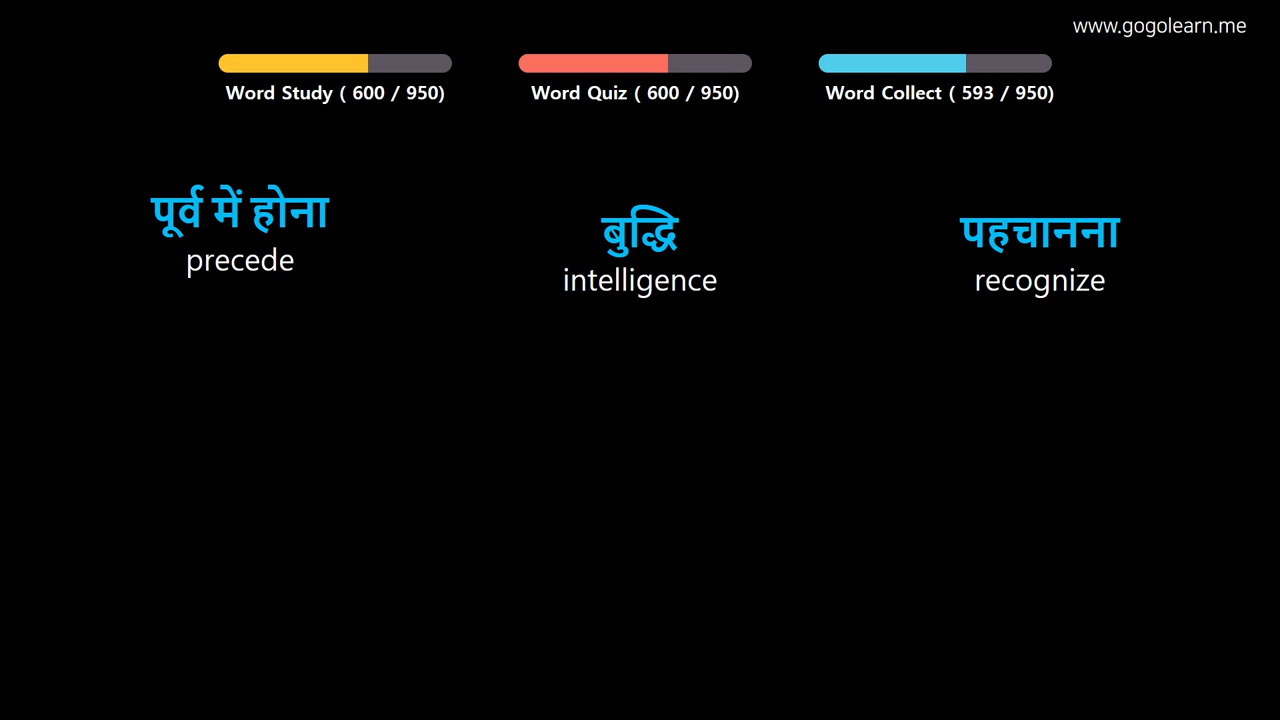 www.gogolearn.me
Word Study ( 600 / 950)
Word Quiz ( 600 / 950)
Word Collect ( 593 / 950)
पूर्व में होना
precede
बुद्धि
intelligence
पहचानना
recognize